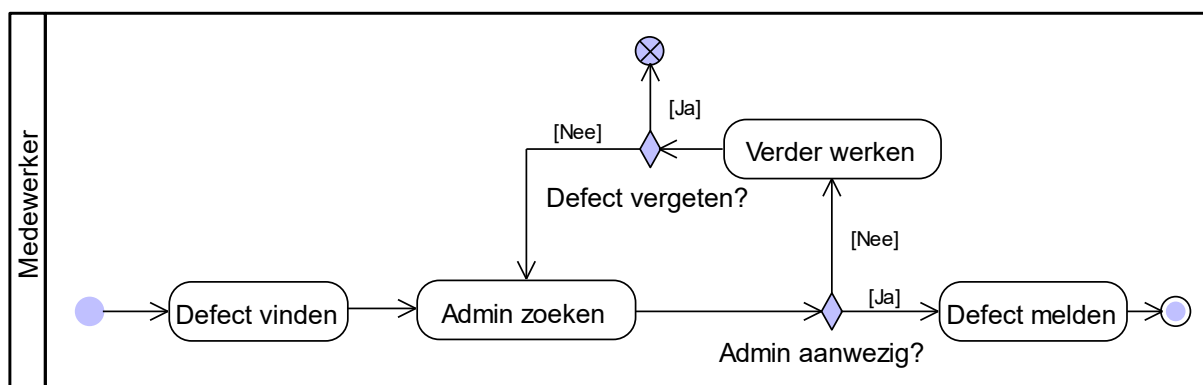 Medewerker
[Ja]
[Nee]
Verder werken
Defect vergeten?
[Nee]
Defect vinden
Admin zoeken
[Ja]
Defect melden
Admin aanwezig?